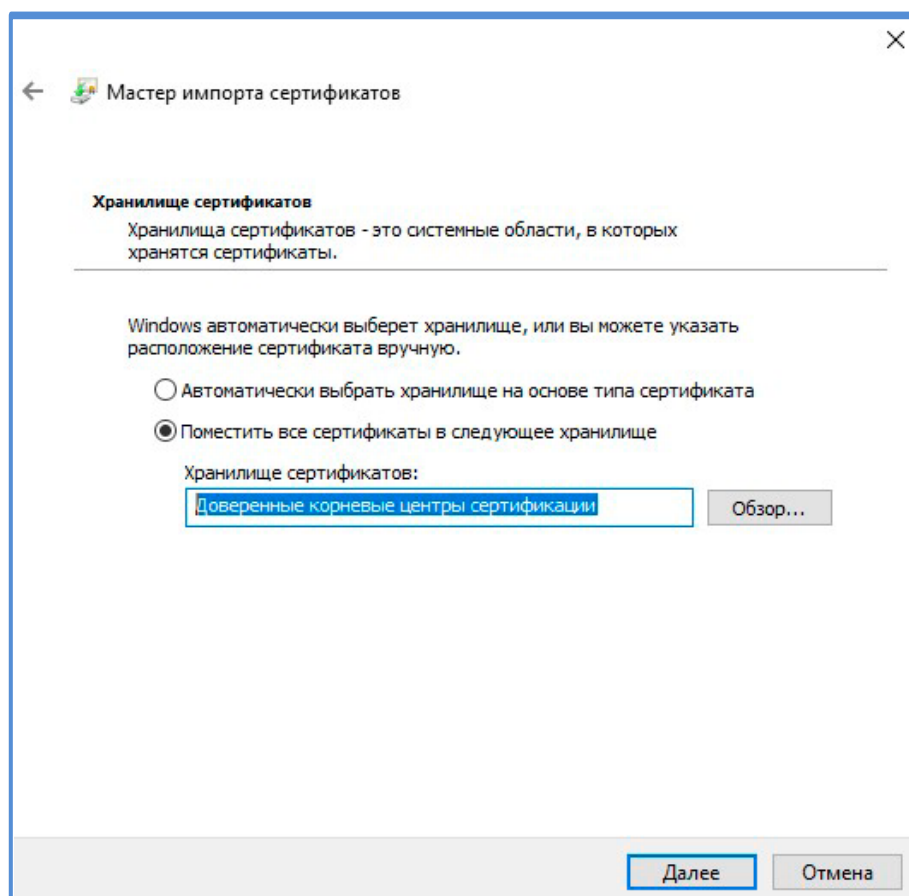 Мастер импорта сертификатов
Хранилище сертификатов
Хранилища сертификатов - это системные области, в которых
хранятся сертификаты.
Windows автоматически выберет хранилище, или вы можете указать
расположение сертификата вручную.
Автоматически выбрать хранилище на основе типа сертификата
Поместить все сертификаты в следующее хранилище
Хранилище сертификатов:
Доверенные корневые центры сертификации
Обзор...
Далее
Отмена